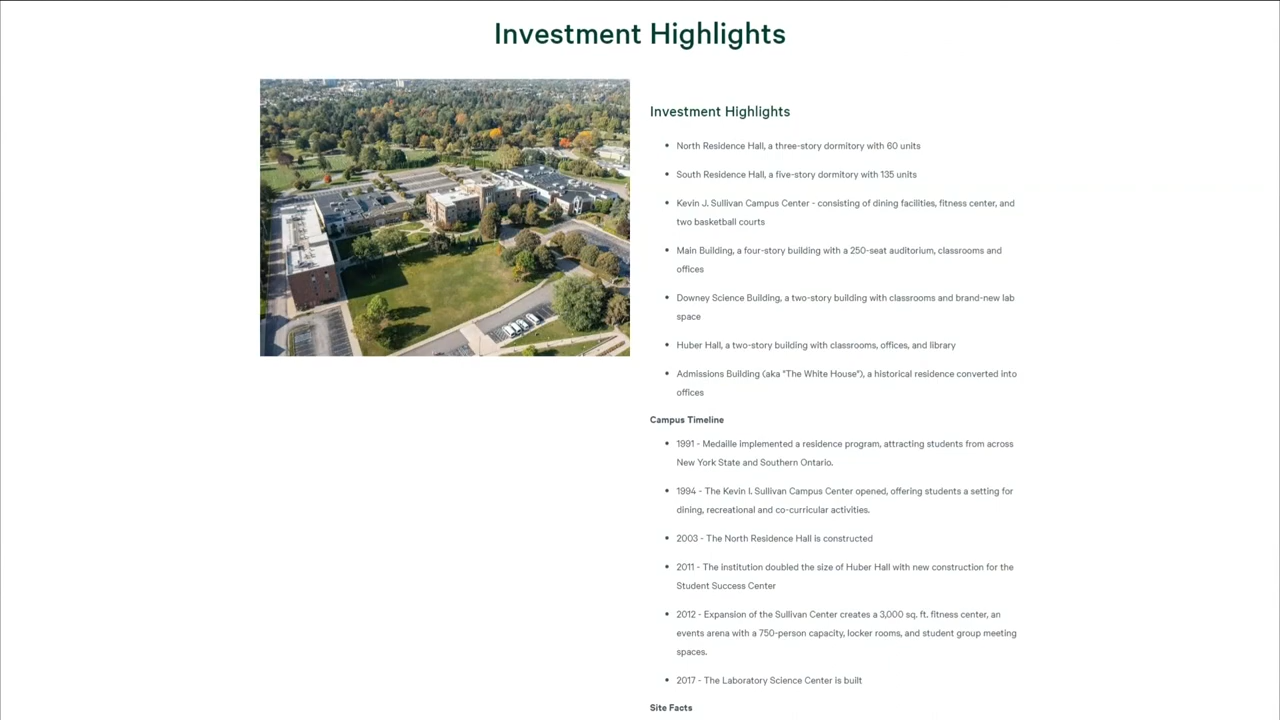 Investment Highlights
Investment Highlights
• North Residence Hall, a three-story dormitory with 60 units
• South Residence Hall, a five-story dormitory with 135 units
• Kevin J. Sullivan Campus Center - consisting of dining facilities, fitness center, and
two basketball courts
• Main Building, a four-story building with a 250-seat auditorium, classrooms and
offices
• Downey Science Building, a two-story building with classrooms and brand-new lab
space
• Huber Hall, a two-story building with classrooms, offices, and library
• Admissions Building (aka "The White House"), a historical residence converted into
offices
Campus Timeline
• 1991 - Medaille implemented a residence program, attracting students from across
New York State and Southern Ontario.
• 1994 - The Kevin I. Sullivan Campus Center opened, offering students a setting for
dining, recreational and co-curricular activities.
• 2003 - The North Residence Hall is constructed
• 2011 - The institution doubled the size of Huber Hall with new construction for the
Student Success Center
• 2012 - Expansion of the Sullivan Center creates a 3,000 sq. ft. fitness center, an
events arena with a 750-person capacity, locker rooms, and student group meeting
spaces.
• 2017 - The Laboratory Science Center is built
Site Facts